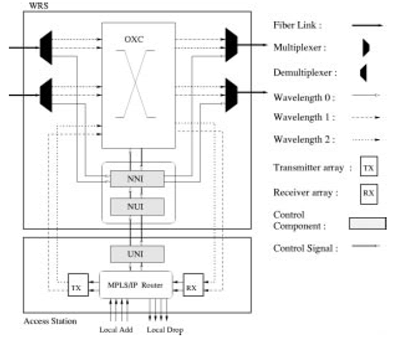 WRS
OXC
NNI
NUI
UNI
TX
MPLS/IP Router
RX
Access Station
Local Add
Local Drop
Fiber Link :
Multiplexer :
Demultiplexer :
Wavelength 0 :
Wavelength 1 :
Wavelength 2 :
Transmitter array :
TX
Receiver array :
RX
Control
Component :
Control Signal :